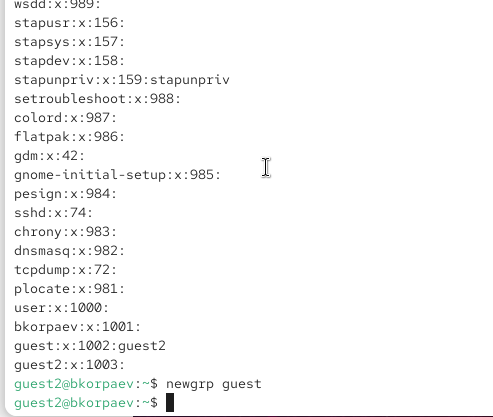 wsdd:x:989:
stapusr:x:156:
stapsys:x:157:
stapdev:x:158:
stapunpriv:x:159:stapunpriv
setroubleshoot:x:988:
colord:x:987:
flatpak:x:986:
gdm:x:42:
gnome-initial-setup:x:985:
pesign:x:984:
sshd:x:74:
chrony:x:983:
dnsmasq:x:982:
tcpdump:x:72:
plocate:x:981:
user:x:1000:
bkorpaev:x:1001:
guest:x:1002:guest2
guest2:x:1003:
guest2@bkorpaev:~$ newgrp guest
guest2@bkorpaev:~$